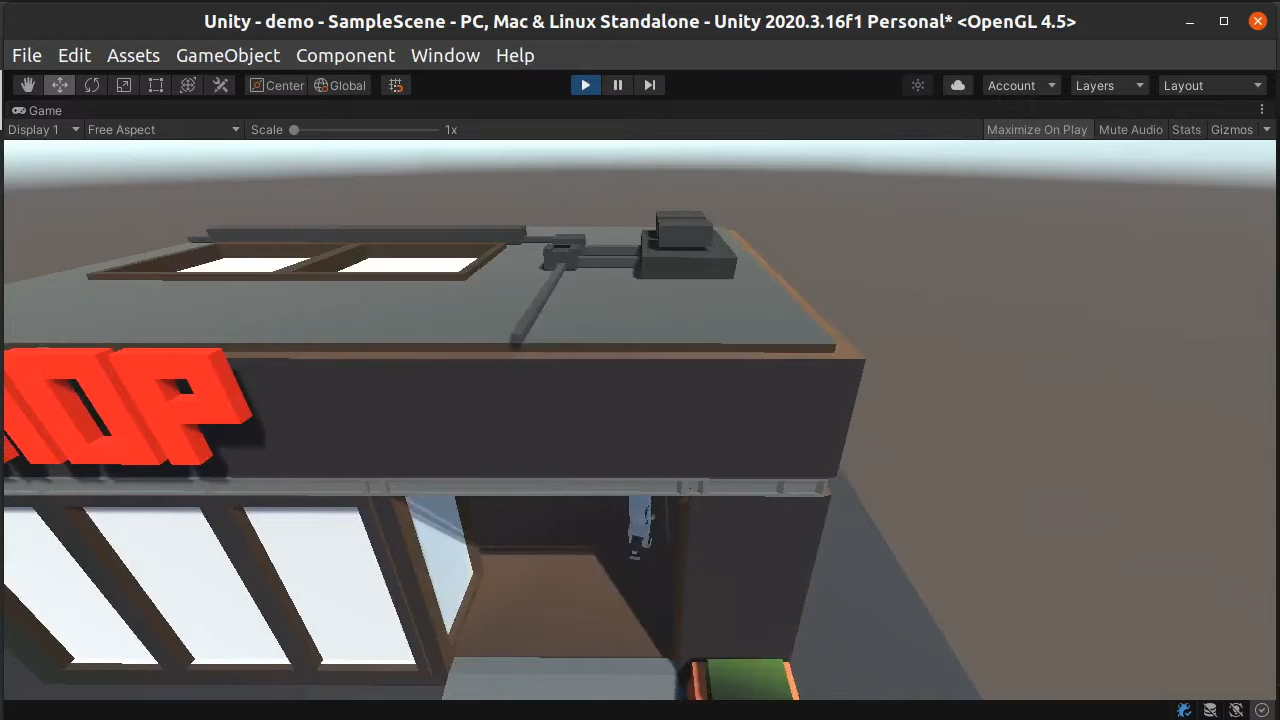 Unity - demo - SampleScene - PC, Mac & Linux Standalone - Unity 2020.3.16f1 Personal* <OpenGL 4.5>
File Edit Assets GameObject Component Window Help
Center Global Account Layers Layout
Game
Display 1 Free Aspect Scale 1x Maximize On Play Mute Audio Stats Gizmos
OP